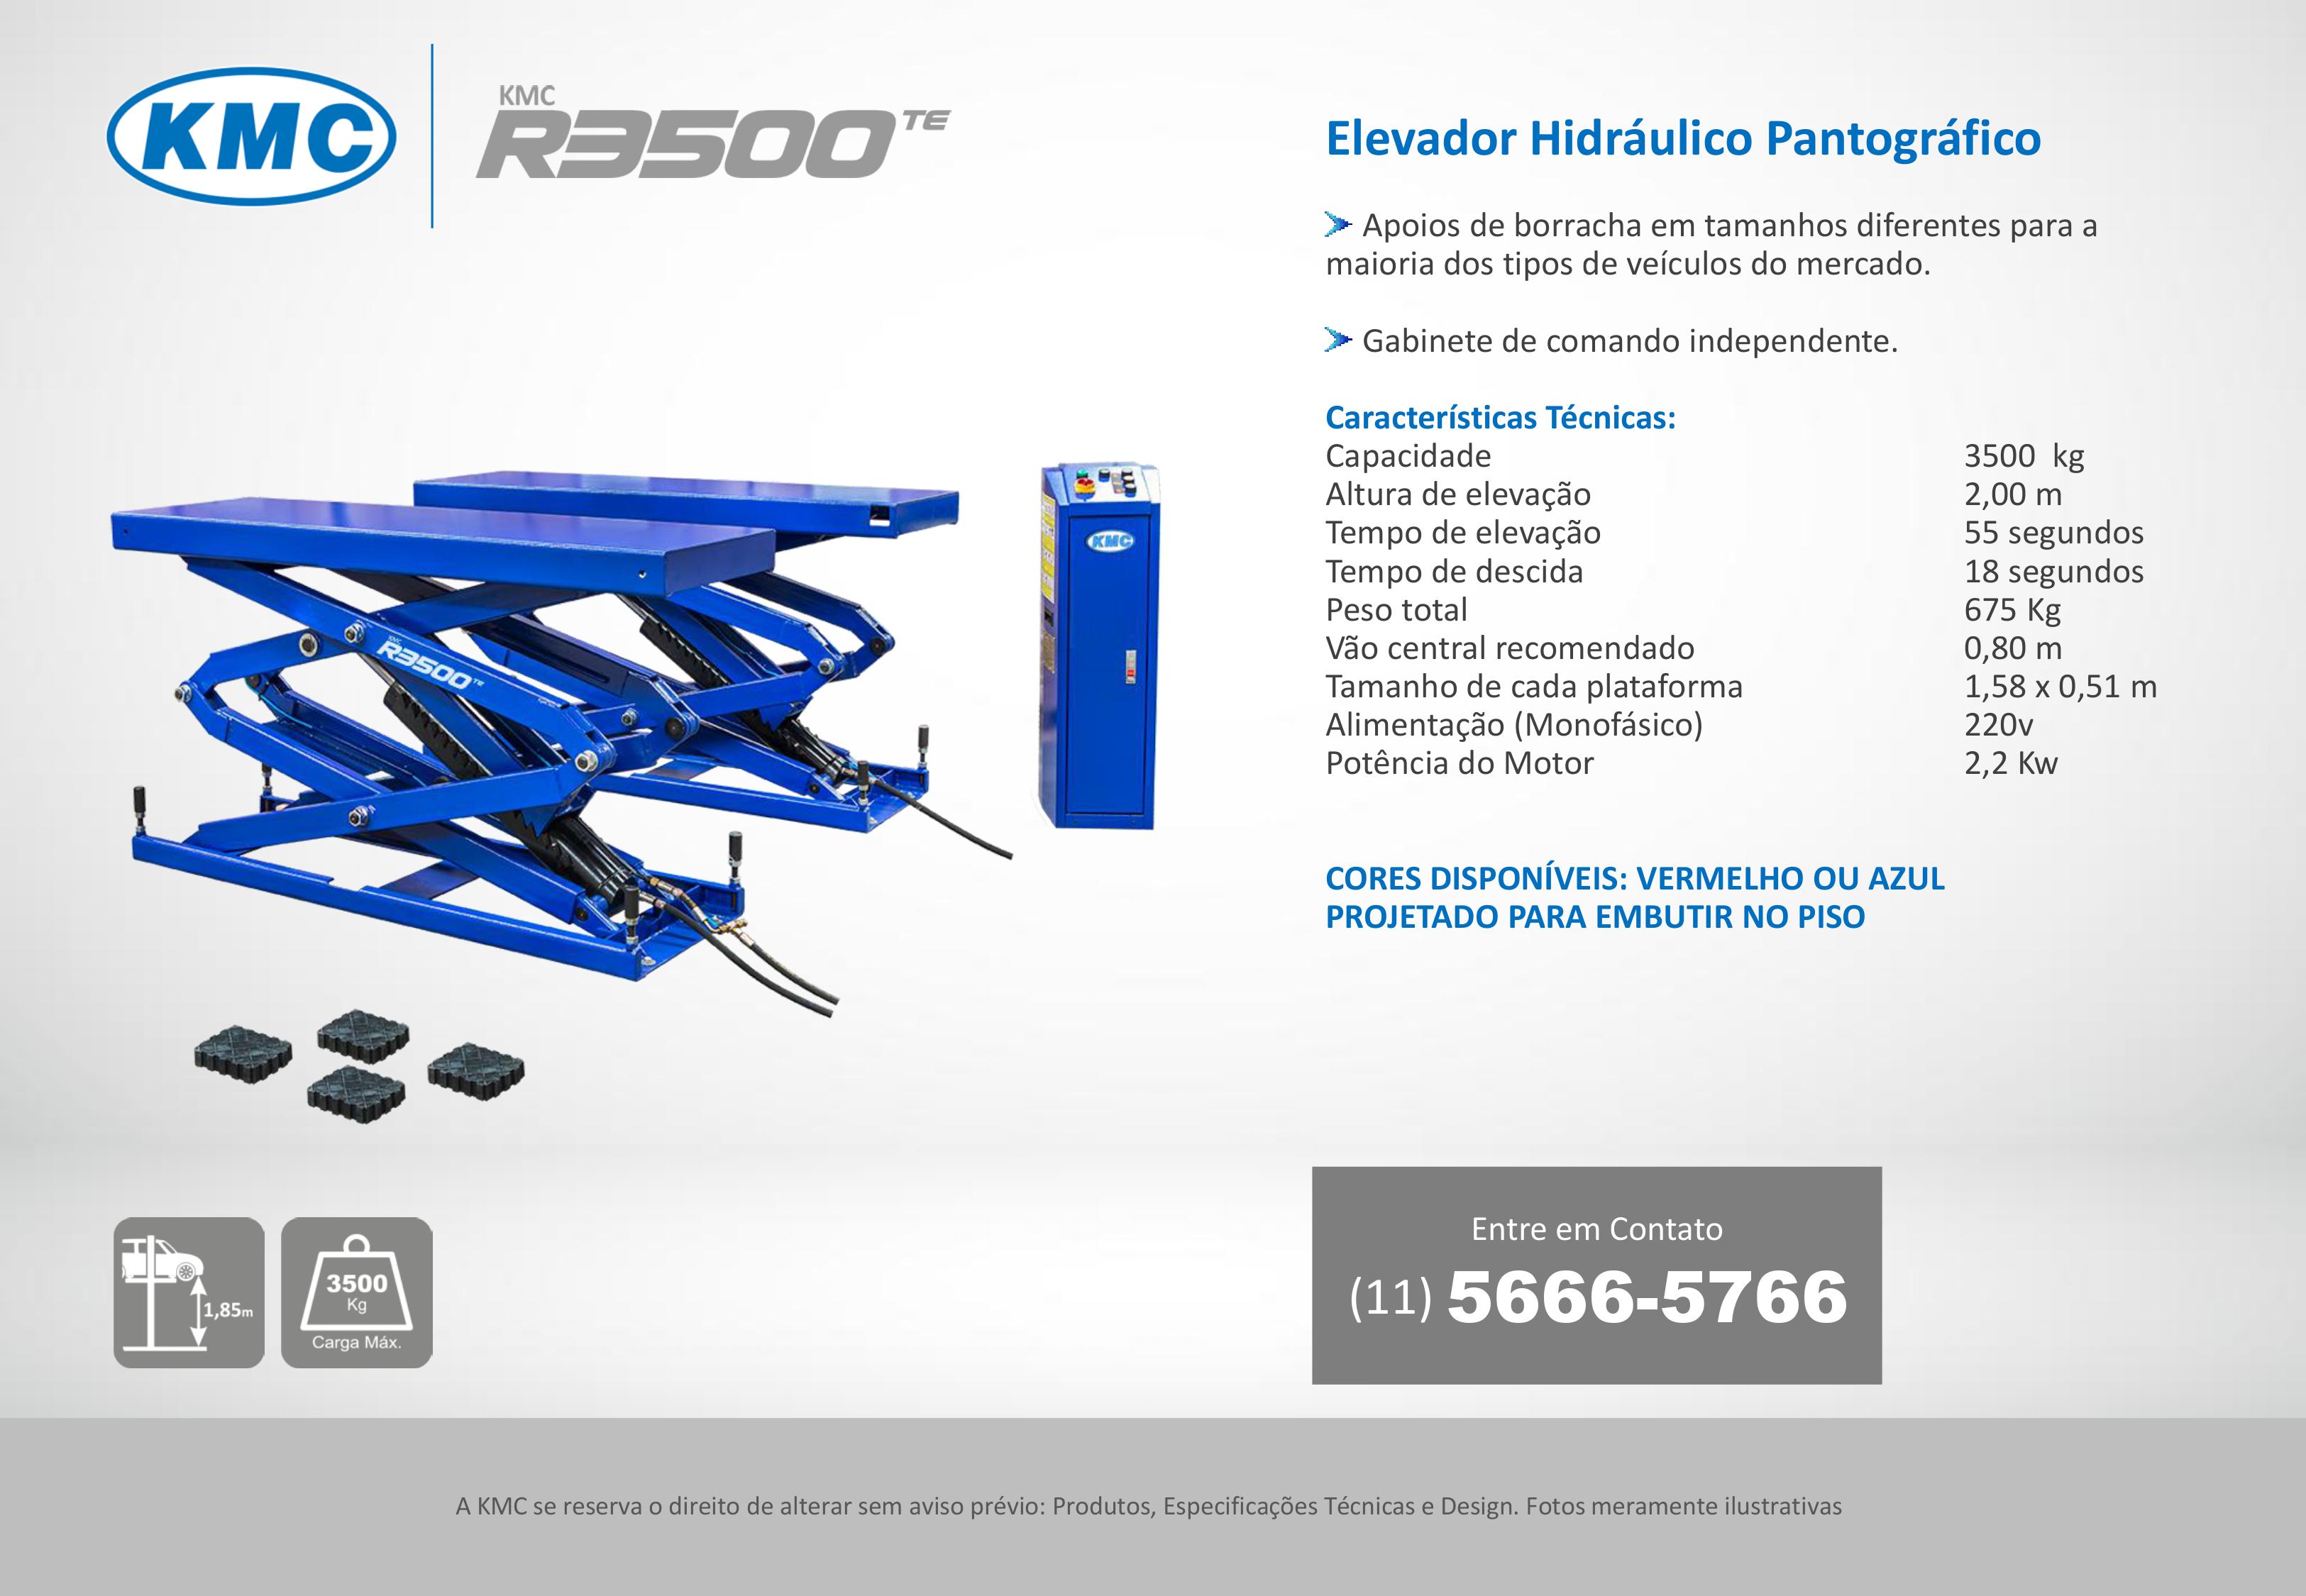 KMC
KMC
R3500 TE
Elevador Hidráulico Pantográfico
Apoios de borracha em tamanhos diferentes para a
maioria dos tipos de veículos do mercado.
Gabinete de comando independente.
Características Técnicas:
Capacidade 3500 kg
Altura de elevação 2,00 m
Tempo de elevação 55 segundos
Tempo de descida 18 segundos
Peso total 675 Kg
Vão central recomendado 0,80 m
Tamanho de cada plataforma 1,58 x 0,51 m
Alimentação (Monofásico) 220v
Potência do Motor 2,2 Kw
CORES DISPONÍVEIS: VERMELHO OU AZUL
PROJETADO PARA EMBUTIR NO PISO
KMC
KMC
R3500 TE
1,85m
3500
Kg
Carga Máx.
Entre em Contato
(11) 5666-5766
A KMC se reserva o direito de alterar sem aviso prévio: Produtos, Especificações Técnicas e Design. Fotos meramente ilustrativas